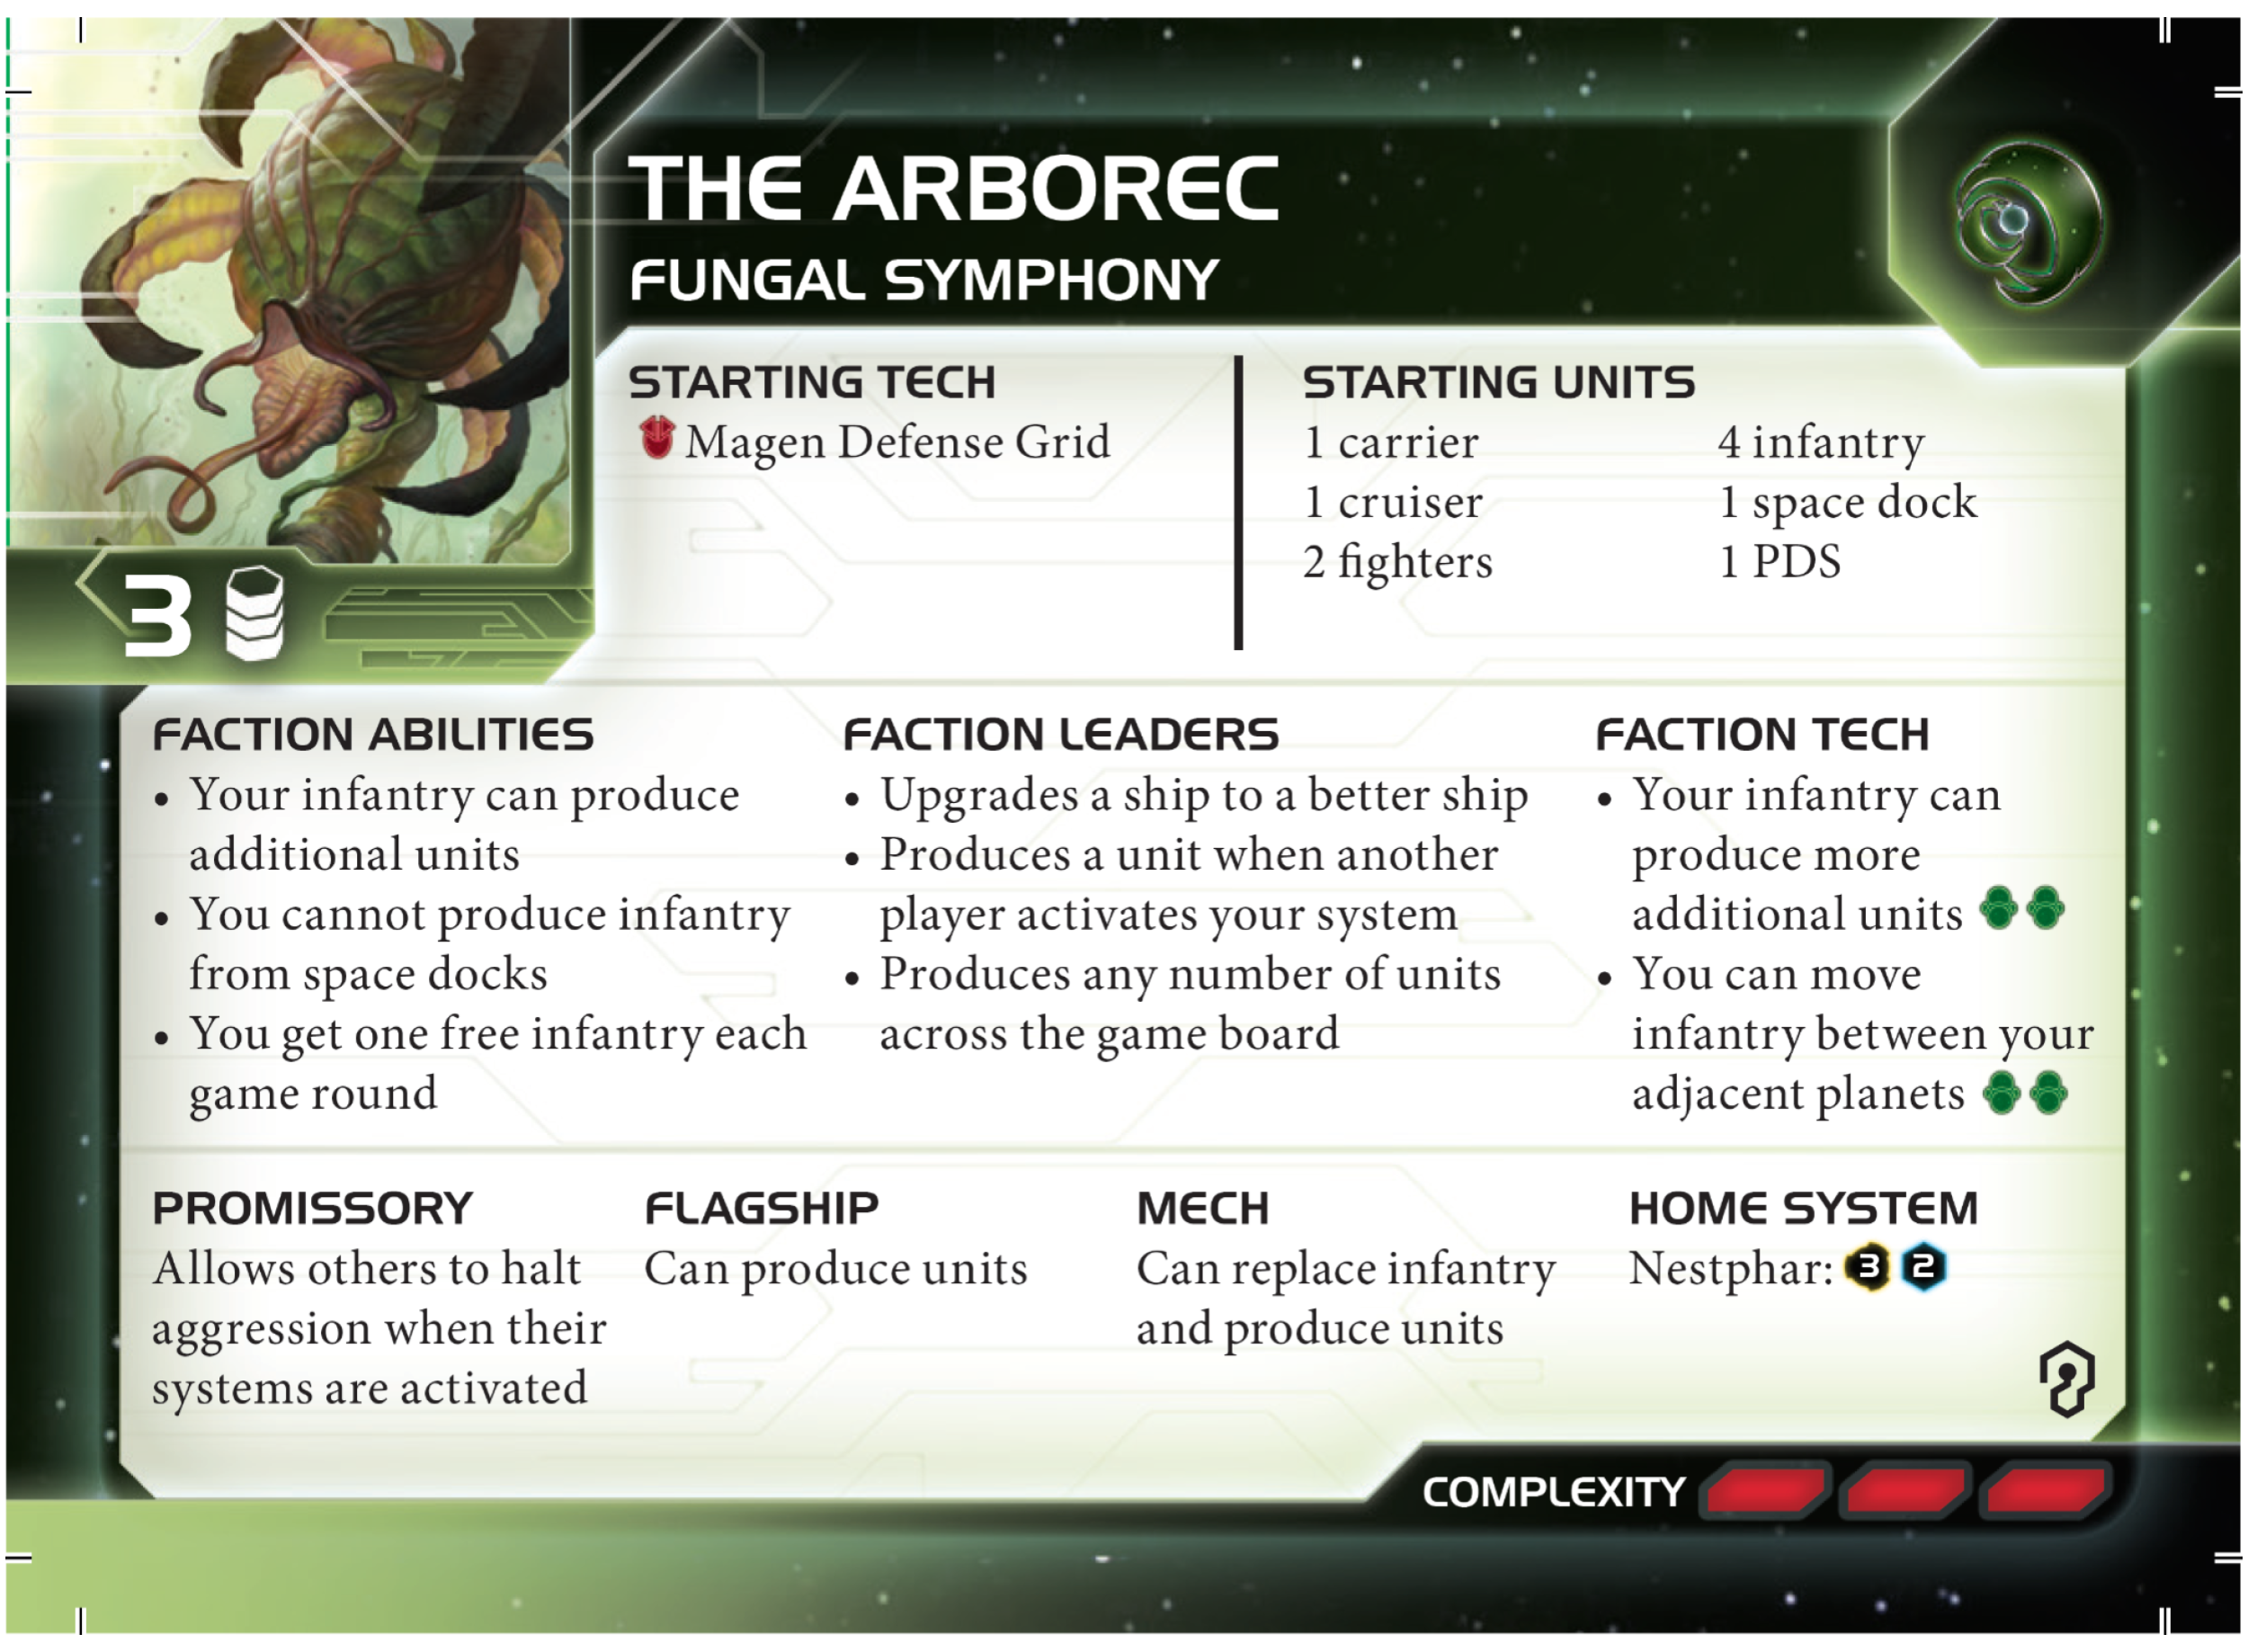 THE ARBOREC
FUNGAL SYMPHONY
STARTING TECH
Magen Defense Grid
STARTING UNITS
1 carrier
1 cruiser
2 fighters
4 infantry
1 space dock
1 PDS
3
FACTION ABILITIES
• Your infantry can produce
additional units
• You cannot produce infantry
from space docks
• You get one free infantry each
game round
FACTION LEADERS
• Upgrades a ship to a better ship
• Produces a unit when another
player activates your system
• Produces any number of units
across the game board
FACTION TECH
• Your infantry can
produce more
additional units
• You can move
infantry between your
adjacent planets
PROMISSORY
Allows others to halt
aggression when their
systems are activated
FLAGSHIP
Can produce units
MECH
Can replace infantry
and produce units
HOME SYSTEM
Nestphar: 3 2
COMPLEXITY